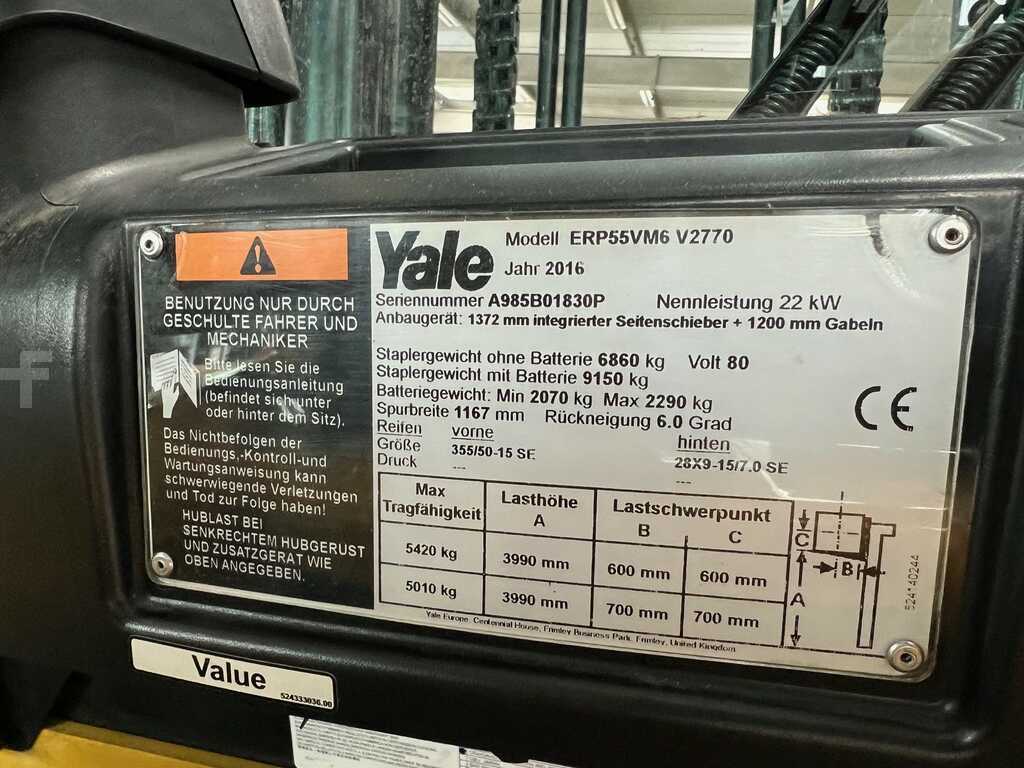 BENUTZUNG NUR DURCH
GESCHULTE FAHRER UND
MECHANIKER
Bitte lesen Sie die
Bedienungsanleitung
(befindet sich unter
oder hinter dem Sitz).
Das Nichtbefolgen der
Bedienungs,-Kontroll-und
Wartungsanweisung kann
schwerwiegende Verletzungen
und Tod zur Folge haben!
HUBLAST BEI
SENKRECHTEM HUBGERUST
UND ZUSATZGERAT WIE
OBEN ANGEGEBEN.
Yale
Modell ERP55VM6 V2770
Jahr 2016
Seriennummer A985B01830P Nennleistung 22 kW
Anbaugerät: 1372 mm integrierter Seitenschieber + 1200 mm Gabeln
Staplergewicht ohne Batterie 6860 kg Volt 80
Staplergewicht mit Batterie 9150 kg
Batteriegewicht: Min 2070 kg Max 2290 kg
Spurbreite 1167 mm Rückneigung 6.0 Grad
Reifen vorne hinten
Größe 355/50-15 SE 28X9-15/7.0 SE
Druck --- ---
CE
Max Tragfähigkeit Lasthöhe A Lastschwerpunkt B C
5420 kg 3990 mm 600 mm 600 mm
5010 kg 3990 mm 700 mm 700 mm
C
B
A
524140244
Yale Europe, Centennial House, Frimley Business Park, Frimley, United Kingdom
Value
524333036.00
f